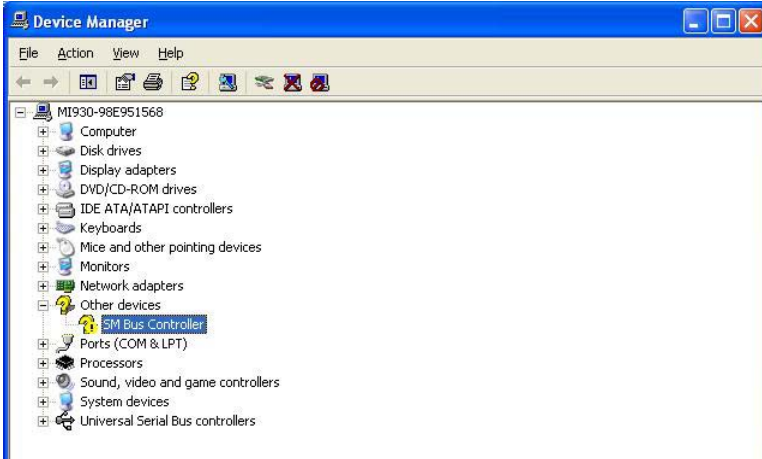 Device Manager
File Action View Help
MI930-98E951568
Computer
Disk drives
Display adapters
DVD/CD-ROM drives
IDE ATA/ATAPI controllers
Keyboards
Mice and other pointing devices
Monitors
Network adapters
Other devices
SM Bus Controller
Ports (COM & LPT)
Processors
Sound, video and game controllers
System devices
Universal Serial Bus controllers